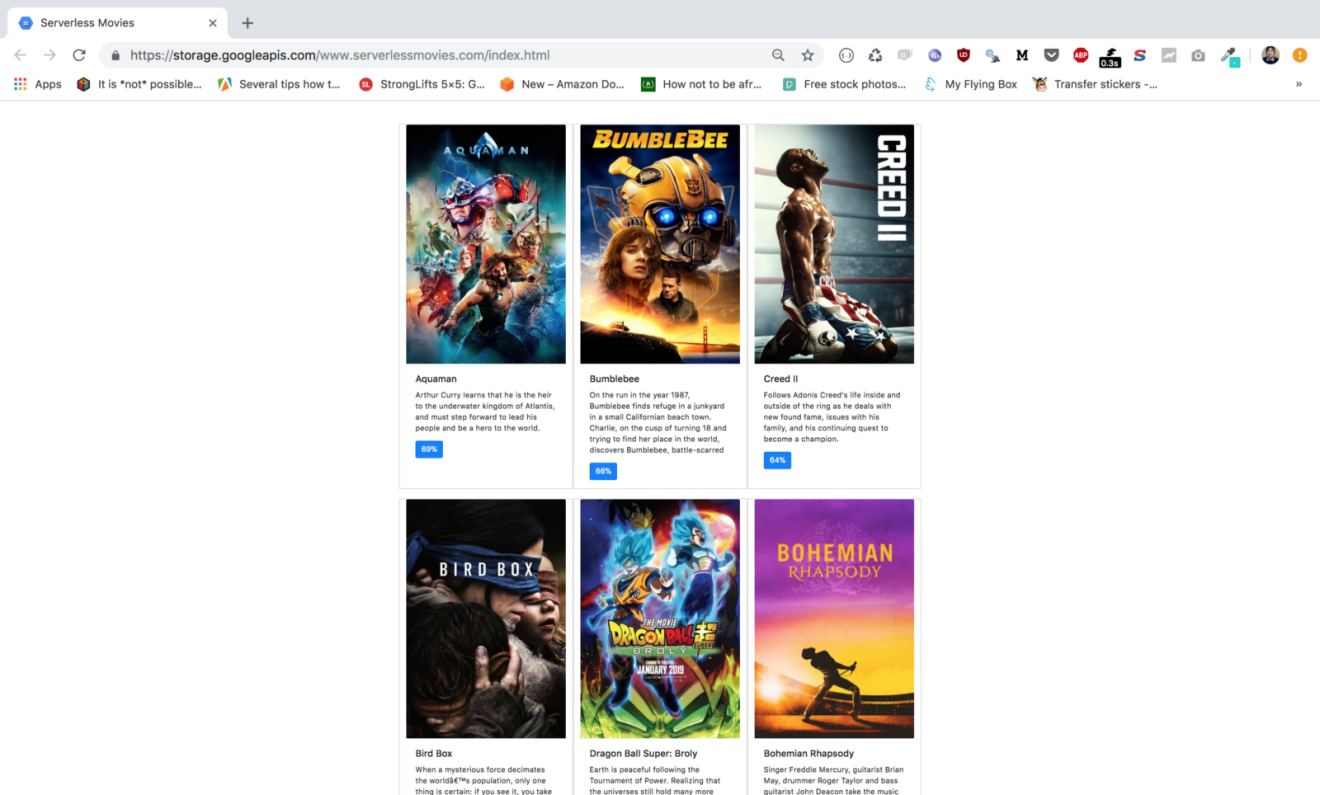 Serverless Movies
https://storage.googleapis.com/www.serverlessmovies.com/index.html
0.3s
Apps
It is *not* possible...
Several tips how t...
StrongLifts 5×5: G...
New – Amazon Do...
How not to be afr...
Free stock photos...
My Flying Box
Transfer stickers -...
»
AQUAMAN
BUMBLEBEE
CREED II
Aquaman
Arthur Curry learns that he is the heir
to the underwater kingdom of Atlantis,
and must step forward to lead his
people and be a hero to the world.
69%
Bumblebee
On the run in the year 1987,
Bumblebee finds refuge in a junkyard
in a small Californian beach town.
Charlie, on the cusp of turning 18 and
trying to find her place in the world,
discovers Bumblebee, battle-scarred
66%
Creed II
Follows Adonis Creed's life inside and
outside of the ring as he deals with
new found fame, issues with his
family, and his continuing quest to
become a champion.
64%
BIRD BOX
THE MOVIE
DRAGON BALL 超
BROLY
JANUARY 2019
BOHEMIAN
RHAPSODY
Bird Box
When a mysterious force decimates
the worldâ€™s population, only one
thing is certain: if you see it, you take
Dragon Ball Super: Broly
Earth is peaceful following the
Tournament of Power. Realizing that
the universes still hold many more
Bohemian Rhapsody
Singer Freddie Mercury, guitarist Brian
May, drummer Roger Taylor and bass
guitarist John Deacon take the music